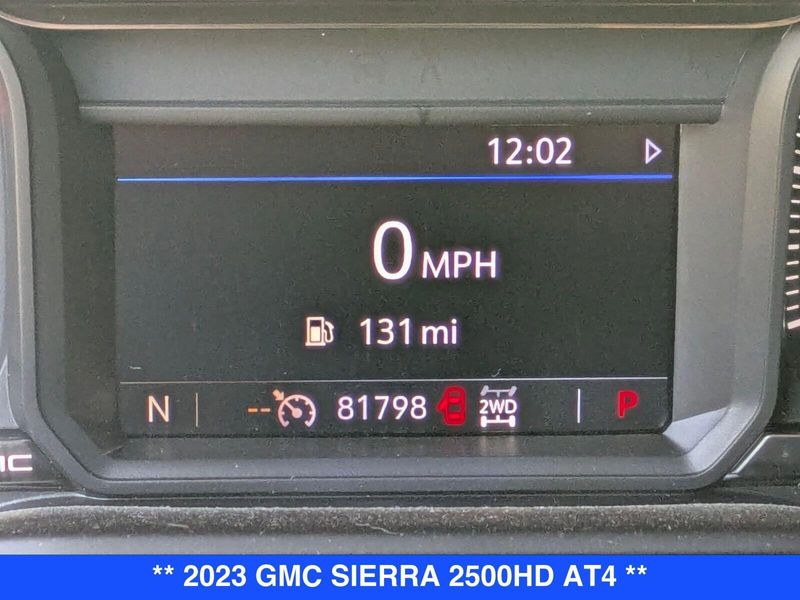 12:02
0 MPH
131 mi
N -- 81798 2WD P
** 2023 GMC SIERRA 2500HD AT4 **